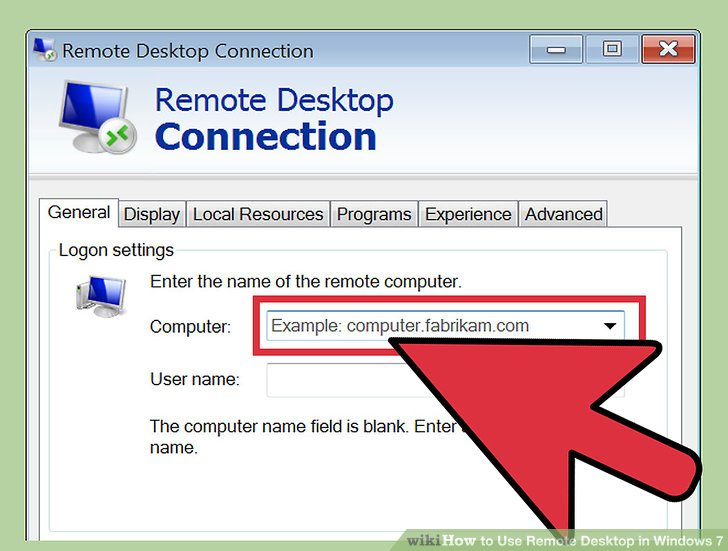 Remote Desktop Connection
Remote Desktop
Connection
General Display Local Resources Programs Experience Advanced
Logon settings
Enter the name of the remote computer.
Computer: Example: computer.fabrikam.com
User name:
The computer name field is blank. Enter
name.
wikiHow to Use Remote Desktop in Windows 7